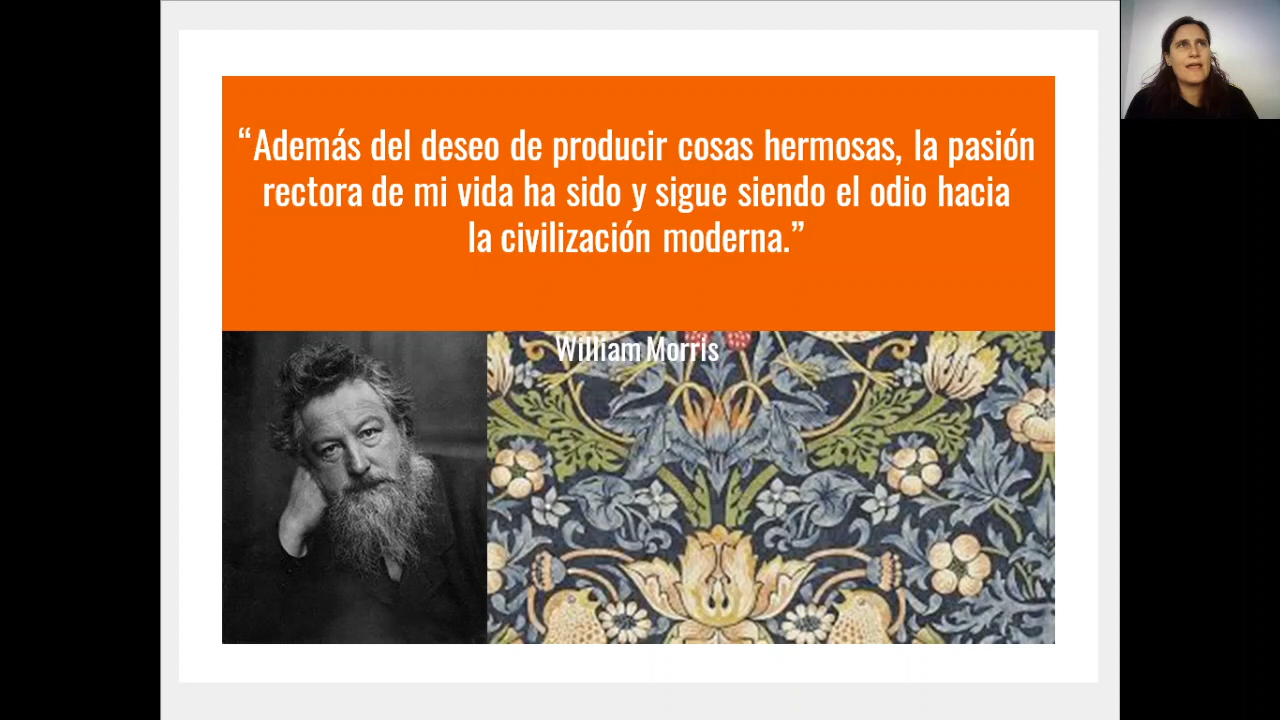 “Además del deseo de producir cosas hermosas, la pasión
rectora de mi vida ha sido y sigue siendo el odio hacia
la civilización moderna.”
William Morris